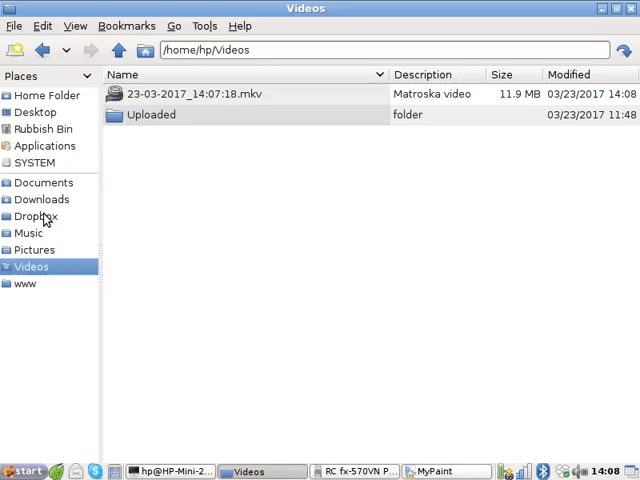 Videos
File Edit View Bookmarks Go Tools Help
/home/hp/Videos
Places
Name Description Size Modified
Home Folder
Desktop
Rubbish Bin
Applications
SYSTEM
Documents
Downloads
Dropbox
Music
Pictures
Videos
www
23-03-2017_14:07:18.mkv Matroska video 11.9 MB 03/23/2017 14:08
Uploaded folder 03/23/2017 11:48
start hp@HP-Mini-2... Videos RC fx-570VN P... MyPaint 14:08